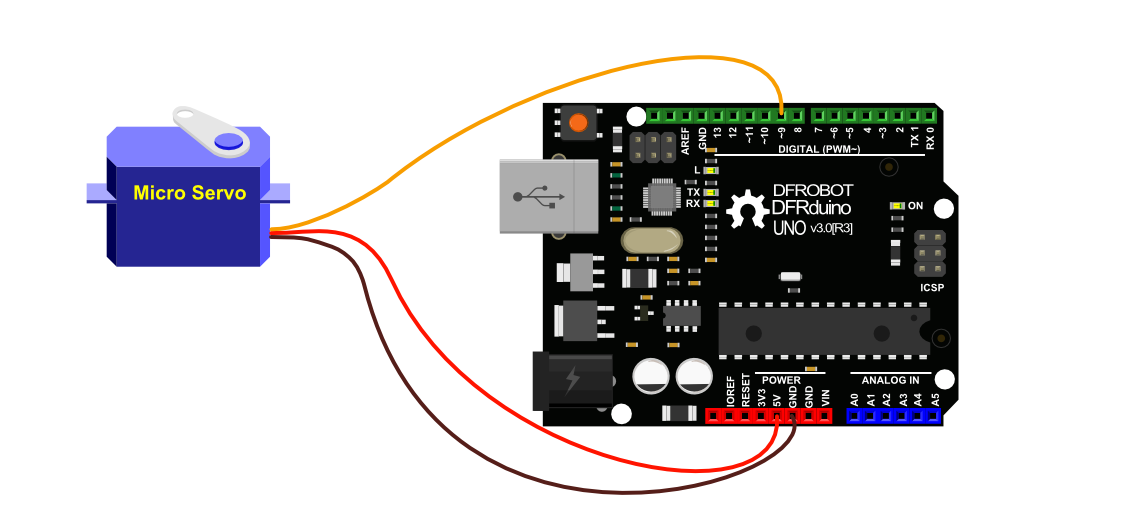 Micro Servo
AREF
GND
13
12
~11
~10
~9
8
7
~6
~5
4
~3
2
TX 1
RX 0
DIGITAL (PWM~)
L
TX
RX
DFROBOT
DFRduino
UNO v3.0[R3]
ON
ICSP
POWER
ANALOG IN
IOREF
RESET
3V3
5V
GND
GND
VIN
A0
A1
A2
A3
A4
A5